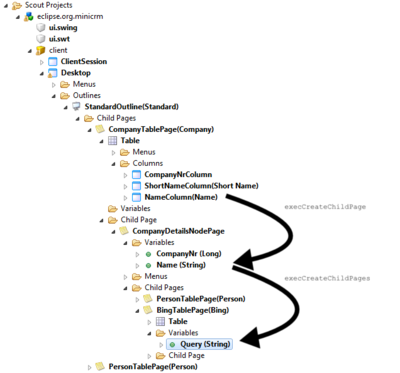 Scout Projects
eclipse.org.minicrm
ui.swing
ui.swt
client
ClientSession
Desktop
Menus
Outlines
StandardOutline(Standard)
Child Pages
CompanyTablePage(Company)
Table
Menus
Columns
CompanyNrColumn
ShortNameColumn(Short Name)
NameColumn(Name)
execCreateChildPage
Variables
Child Page
CompanyDetailsNodePage
Variables
CompanyNr (Long)
Name (String)
Menus
execCreateChildPages
Child Pages
PersonTablePage(Person)
BingTablePage(Bing)
Table
Variables
Query (String)
Child Page
PersonTablePage(Person)